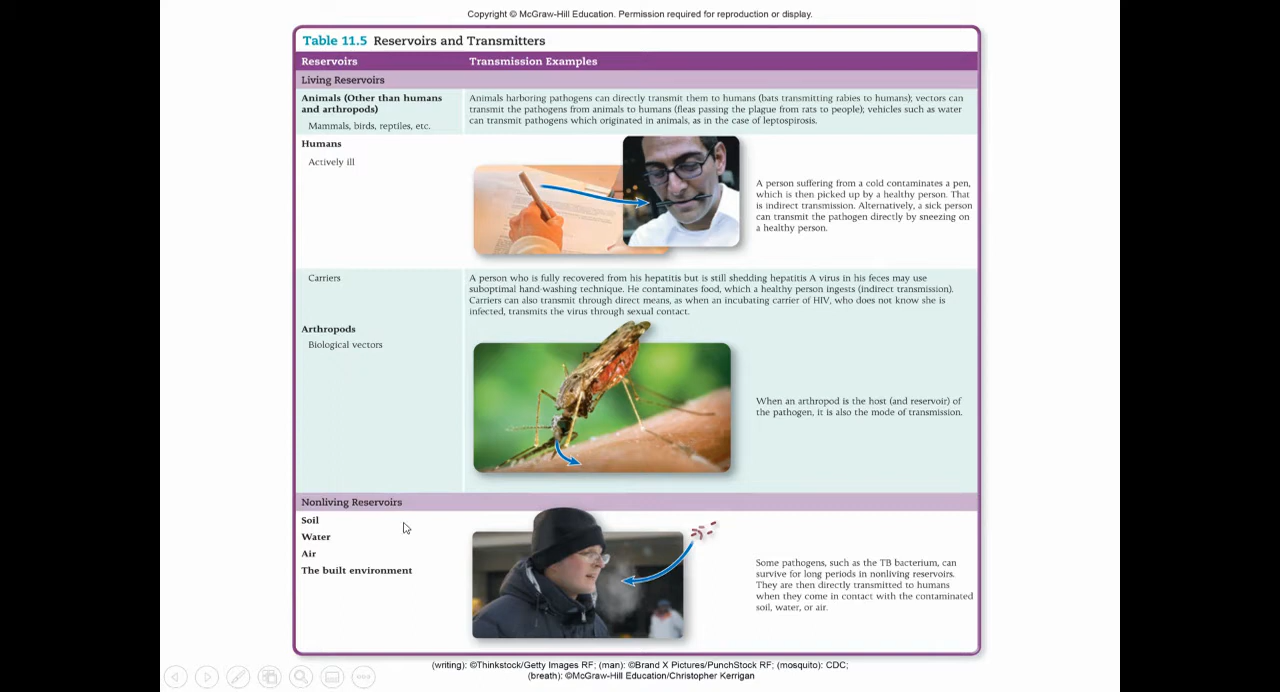 Copyright © McGraw-Hill Education. Permission required for reproduction or display.
Table 11.5 Reservoirs and Transmitters
Reservoirs Transmission Examples
Living Reservoirs
Animals (Other than humans
and arthropods)
Mammals, birds, reptiles, etc.
Animals harboring pathogens can directly transmit them to humans (bats transmitting rabies to humans); vectors can
transmit the pathogens from animals to humans (fleas passing the plague from rats to people); vehicles such as water
can transmit pathogens which originated in animals, as in the case of leptospirosis.
Humans
Actively ill
A person suffering from a cold contaminates a pen,
which is then picked up by a healthy person. That
is indirect transmission. Alternatively, a sick person
can transmit the pathogen directly by sneezing on
a healthy person.
Carriers
A person who is fully recovered from his hepatitis but is still shedding hepatitis A virus in his feces may use
suboptimal hand-washing technique. He contaminates food, which a healthy person ingests (indirect transmission).
Carriers can also transmit through direct means, as when an incubating carrier of HIV, who does not know she is
infected, transmits the virus through sexual contact.
Arthropods
Biological vectors
When an arthropod is the host (and reservoir) of
the pathogen, it is also the mode of transmission.
Nonliving Reservoirs
Soil
Water
Air
The built environment
Some pathogens, such as the TB bacterium, can
survive for long periods in nonliving reservoirs.
They are then directly transmitted to humans
when they come in contact with the contaminated
soil, water, or air.
(writing): ©Thinkstock/Getty Images RF; (man): ©Brand X Pictures/PunchStock RF; (mosquito): CDC;
(breath): ©McGraw-Hill Education/Christopher Kerrigan